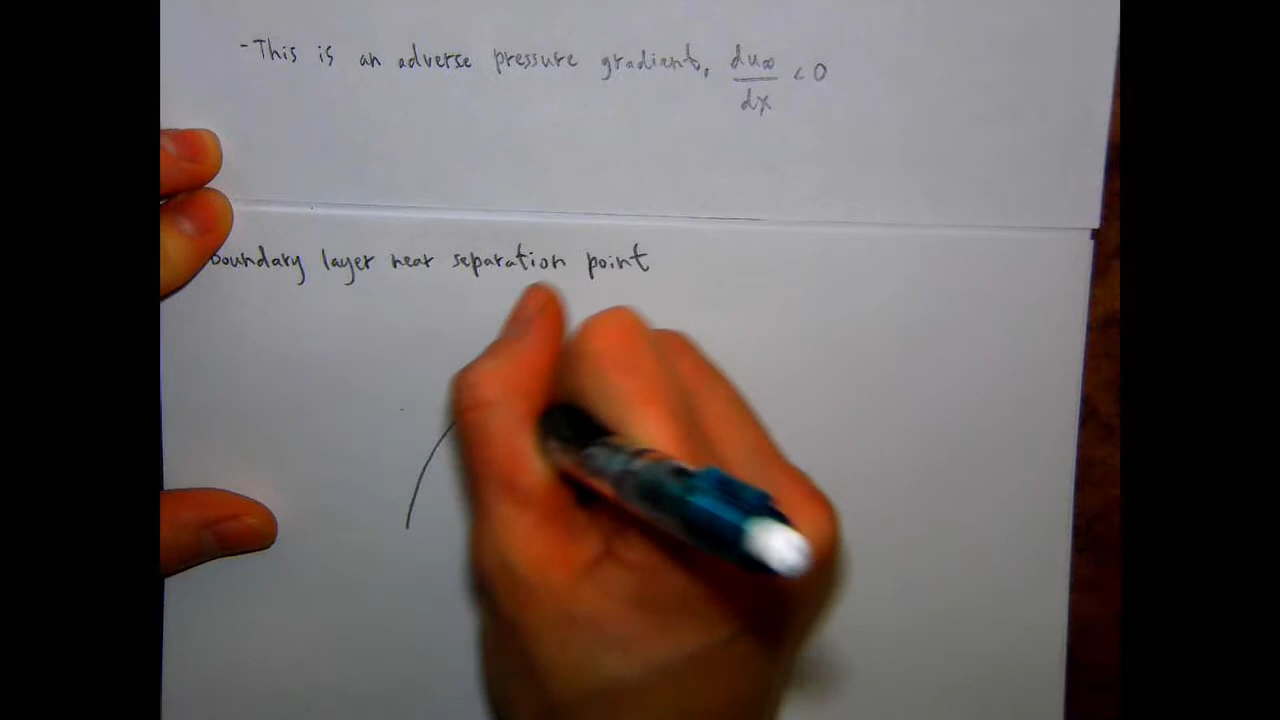 -This is an adverse pressure gradient, du∞/dx < 0
Boundary layer near separation point